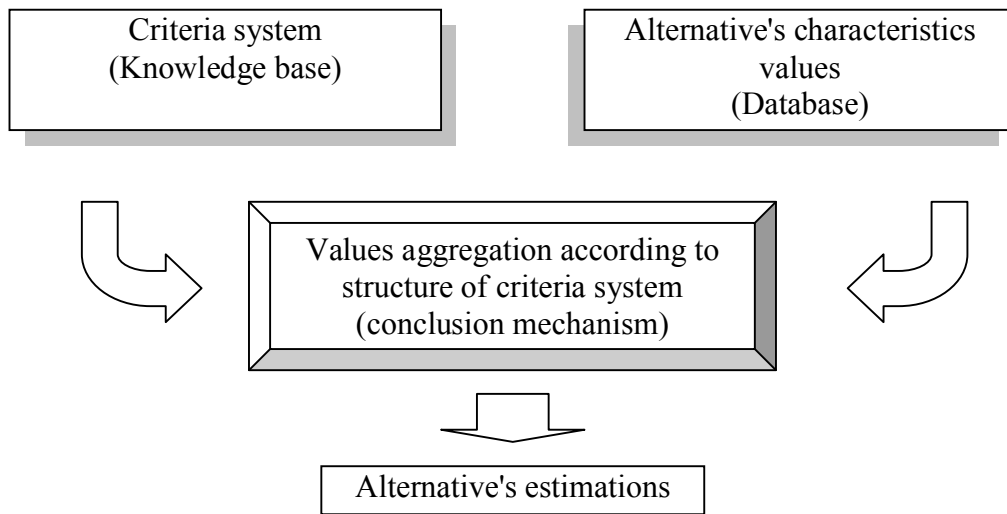 Criteria system
(Knowledge base)
Alternative's characteristics
values
(Database)
Values aggregation according to
structure of criteria system
(conclusion mechanism)
Alternative's estimations